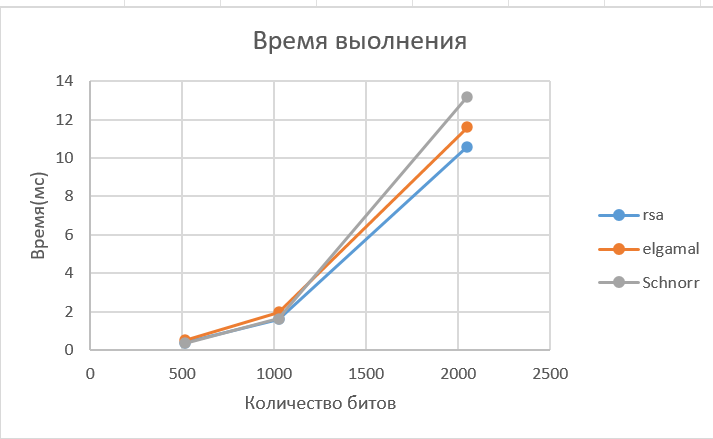 Время выолнения
14
12
10
8
6
4
2
0
0 500 1000 1500 2000 2500
Время(мс)
Количество битов
rsa
elgamal
Schnorr